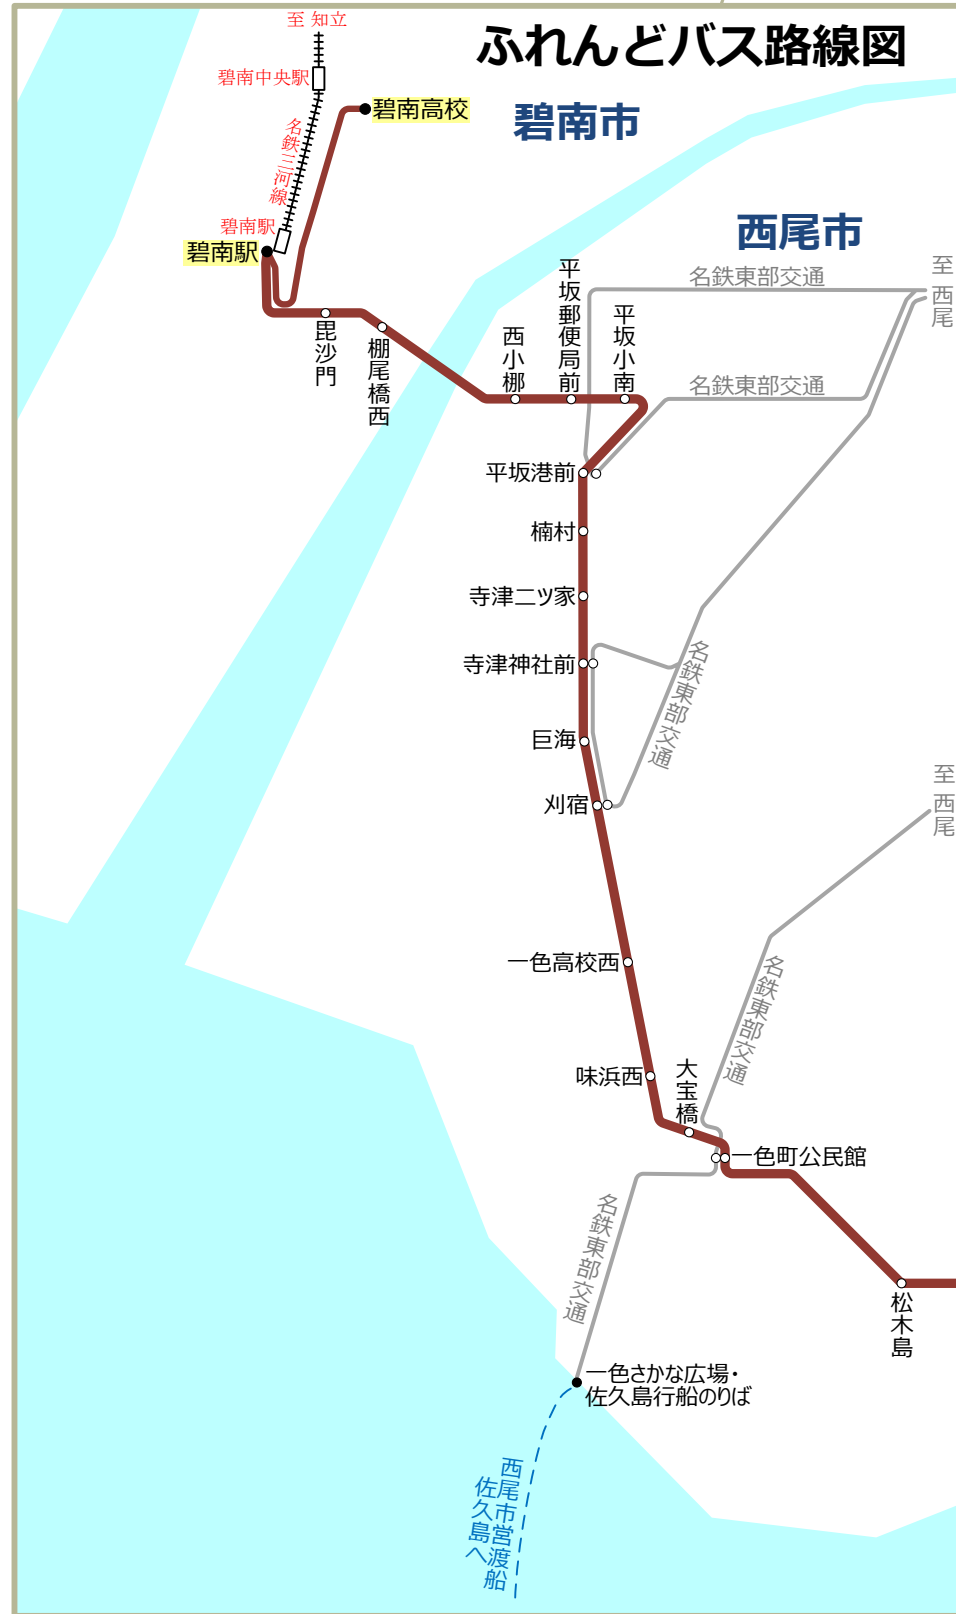 ふれんどバス路線図
至 知立
碧南中央駅
碧南高校
碧南市
名鉄三河線
碧南駅
碧南駅
西尾市
名鉄東部交通
至 西尾
毘沙門
棚尾橋西
西小梛
平坂郵便局前
平坂小南
名鉄東部交通
平坂港前
楠村
寺津二ツ家
寺津神社前
名鉄東部交通
巨海
刈宿
至 西尾
一色高校西
名鉄東部交通
味浜西
大宝橋
一色町公民館
名鉄東部交通
松木島
一色さかな広場・
佐久島行船のりば
西尾市営渡船
佐久島へ